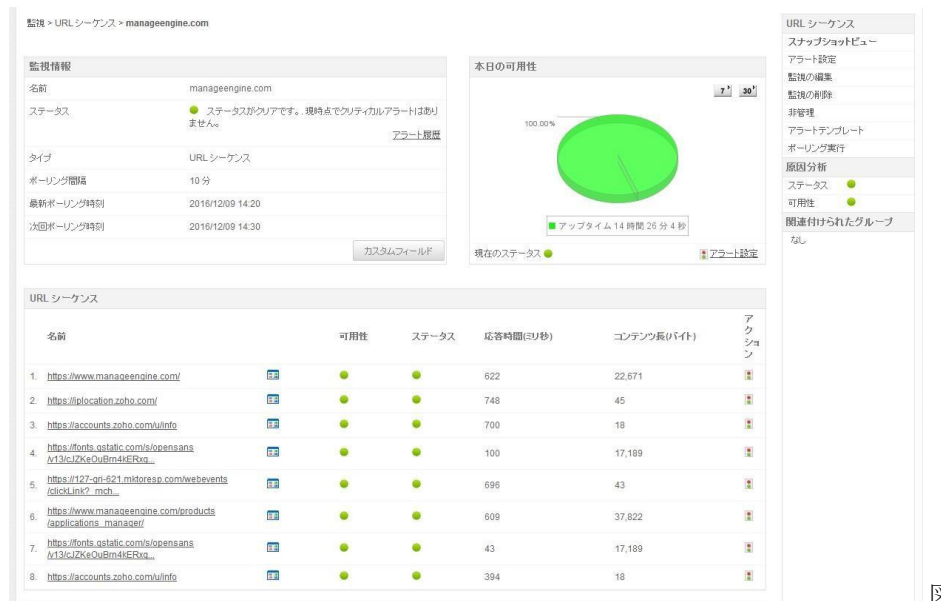 監視 > URL シーケンス > manageengine.com
監視情報
名前 manageengine.com
ステータス ステータスがクリアです。. 現時点でクリティカルアラートはあり
ません。
アラート履歴
タイプ URL シーケンス
ポーリング間隔 10 分
最新ポーリング時刻 2016/12/09 14:20
次回ポーリング時刻 2016/12/09 14:30
カスタムフィールド
本日の可用性
7 30
100.00%
アップタイム 14 時間 26 分 4 秒
現在のステータス アラート設定
URL シーケンス
名前 可用性 ステータス 応答時間(ミリ秒) コンテンツ長(バイト) アクション
1. https://www.manageengine.com/ 622 22,671
2. https://iplocation.zoho.com/ 748 45
3. https://accounts.zoho.com/u/info 700 18
4. https://fonts.gstatic.com/s/opensans
/v13/cJZKeOuBrn4kERxq... 100 17,189
5. https://127-gri-621.mktoresp.com/webevents
/clickLink?_mch... 696 43
6. https://www.manageengine.com/products
/applications_manager/ 609 37,822
7. https://fonts.gstatic.com/s/opensans
/v13/cJZKeOuBrn4kERxq... 43 17,189
8. https://accounts.zoho.com/u/info 394 18
URL シーケンス
スナップショットビュー
アラート設定
監視の編集
監視の削除
非管理
アラートテンプレート
ポーリング実行
原因分析
ステータス
可用性
関連付けられたグループ
なし